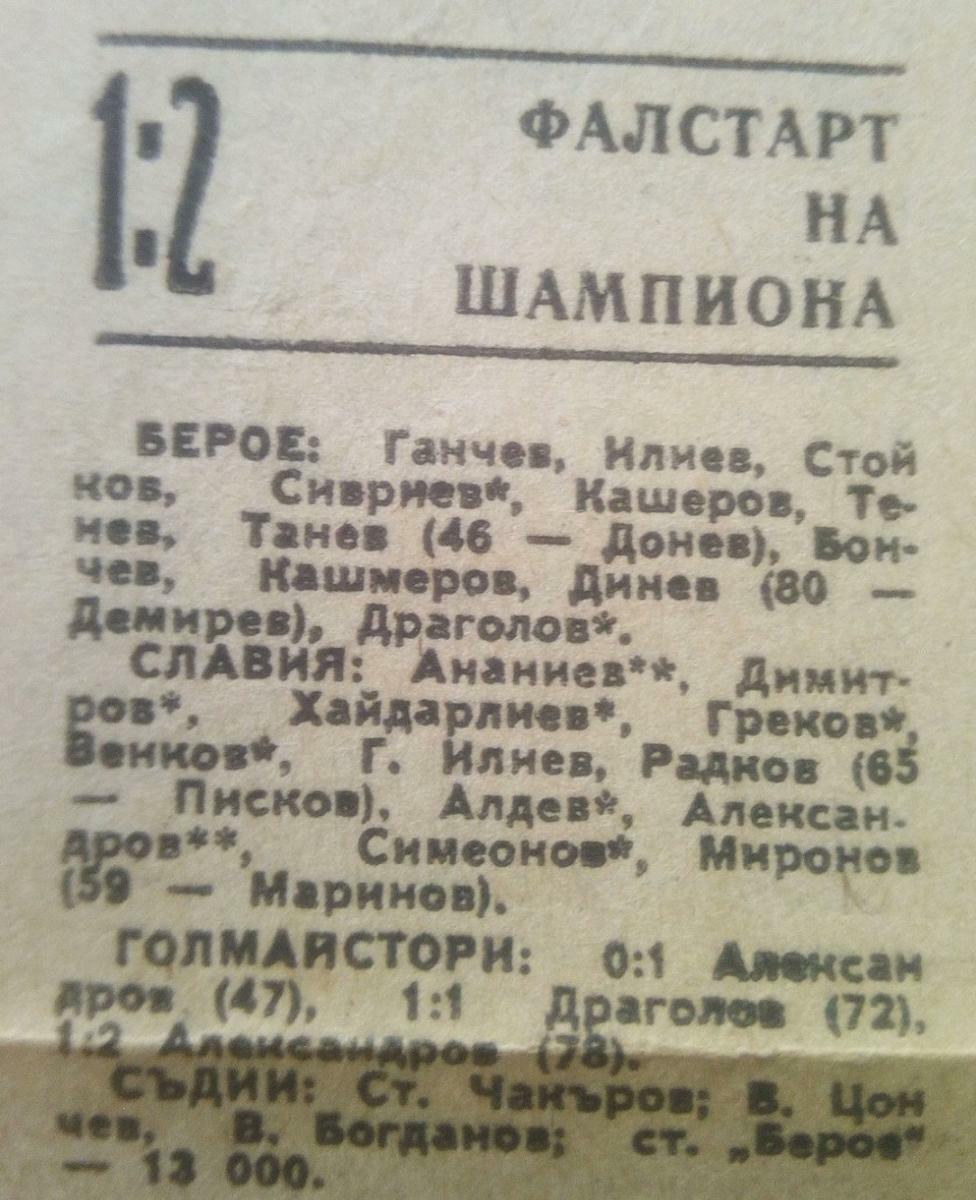 1:2
ФАЛСТАРТ
НА
ШАМПИОНА
БЕРОЕ: Ганчев, Илиев, Стой
ков, Сивриев*, Кашеров, Те-
нев, Танев (46 — Донев), Бон-
чев, Кашмеров, Динев (80 —
Демирев), Драголов*.
СЛАВИЯ: Ананиев**, Димит-
ров*, Хайдарлиев*, Греков*,
Венков*, Г. Илиев, Радков (65
— Писков), Алдев*, Алексан-
дров**, Симеонов*, Миронов
(59 — Маринов).
ГОЛМАЙСТОРИ: 0:1 Алексан
дров (47), 1:1 Драголов (72),
1:2 Александров (78).
СЪДИИ: Ст. Чакъров; В. Цон
чев, В. Богданов; ст. „Берое“
— 13 000.